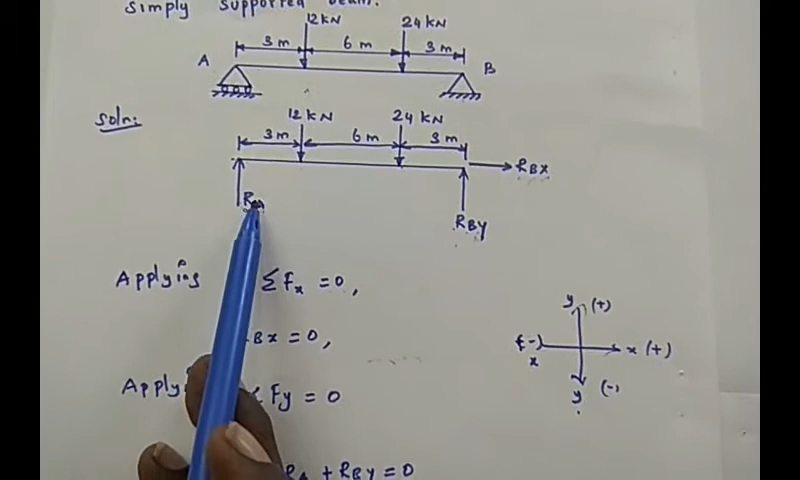 Simply supported beam.
12 kN 24 kN
3 m 6 m 3 m
A B
Soln:
12 kN 24 kN
3 m 6 m 3 m
RBX
RBY
Applying ΣFx = 0,
BX = 0,
y (+)
(-) x (+)
x
y (-)
Fy = 0
+ RBY = 0